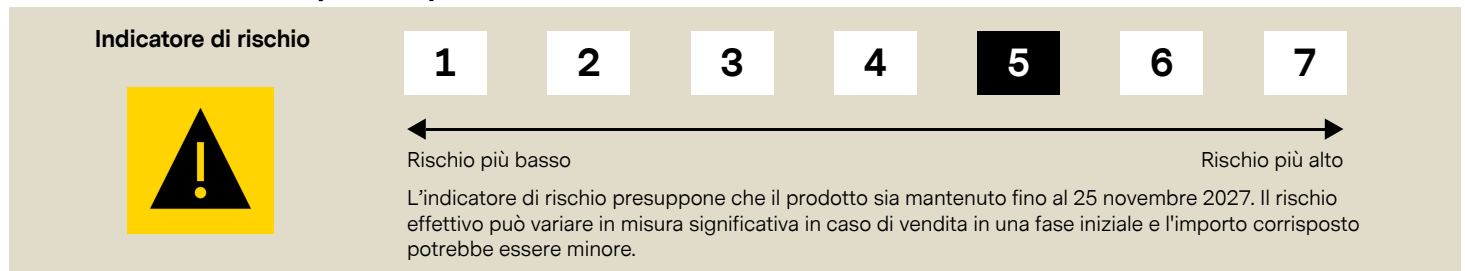 Indicatore di rischio
1 2 3 4 5 6 7
!
Rischio più basso Rischio più alto
L'indicatore di rischio presuppone che il prodotto sia mantenuto fino al 25 novembre 2027. Il rischio
effettivo può variare in misura significativa in caso di vendita in una fase iniziale e l'importo corrisposto
potrebbe essere minore.